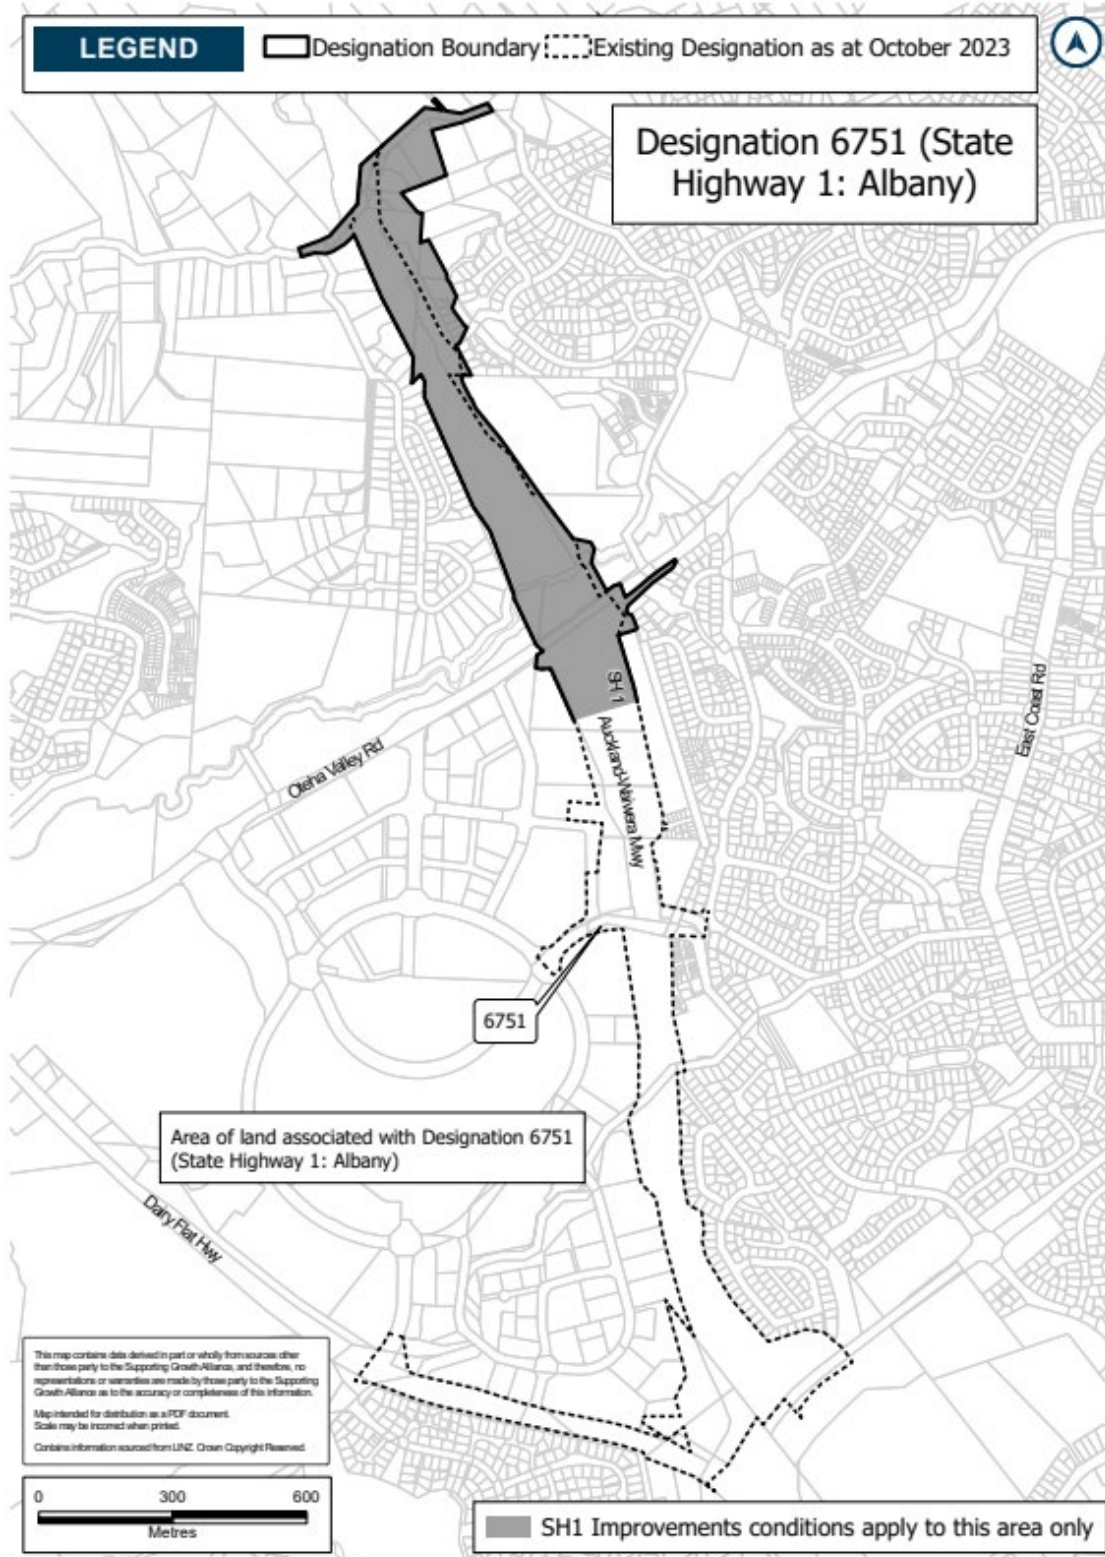 LEGEND
Designation Boundary
Existing Designation as at October 2023
Designation 6751 (State
Highway 1: Albany)
SH 1
Auckland-Waiwera Mwy
East Coast Rd
Oteha Valley Rd
6751
Area of land associated with Designation 6751
(State Highway 1: Albany)
Dairy Flat Hwy
This map contains data derived in part or wholly from sources other
than those party to the Supporting Growth Alliance, and therefore, no
representations or warranties are made by those party to the Supporting
Growth Alliance as to the accuracy or completeness of this information.
Map intended for distribution as a PDF document.
Scale may be incorrect when printed.
Contains information sourced from LINZ. Crown Copyright Reserved.
0 300 600
Metres
SH1 Improvements conditions apply to this area only